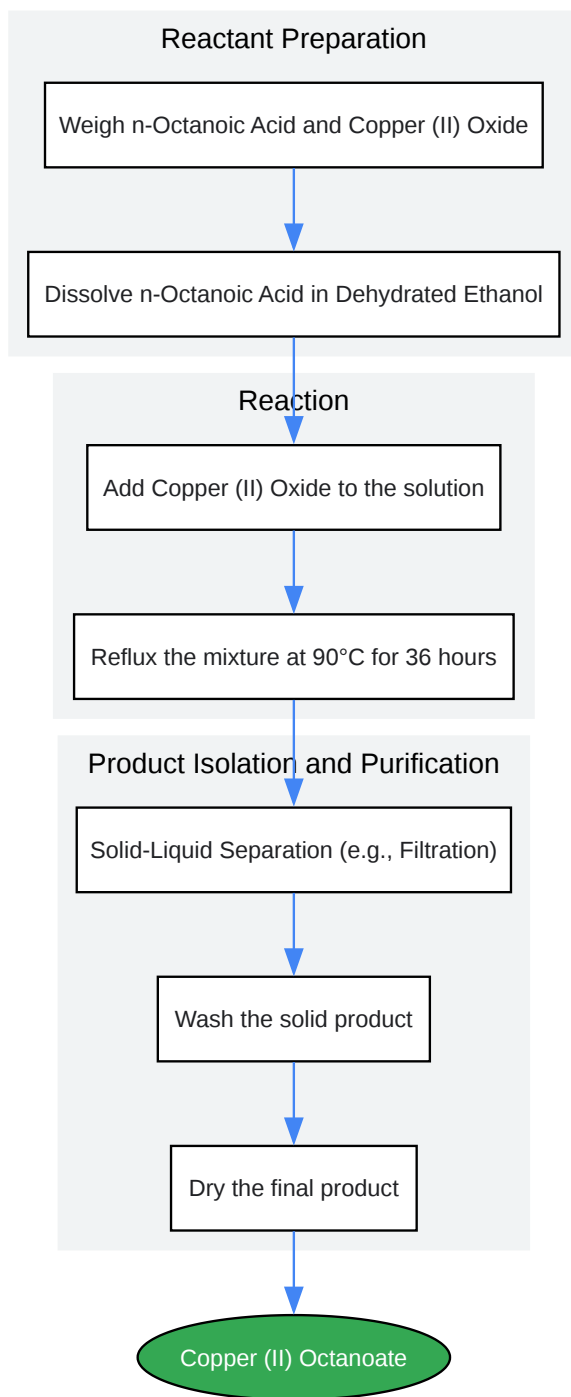 Reactant Preparation
Weigh n-Octanoic Acid and Copper (II) Oxide
Dissolve n-Octanoic Acid in Dehydrated Ethanol
Reaction
Add Copper (II) Oxide to the solution
Reflux the mixture at 90°C for 36 hours
Product Isolation and Purification
Solid-Liquid Separation (e.g., Filtration)
Wash the solid product
Dry the final product
Copper (II) Octanoate